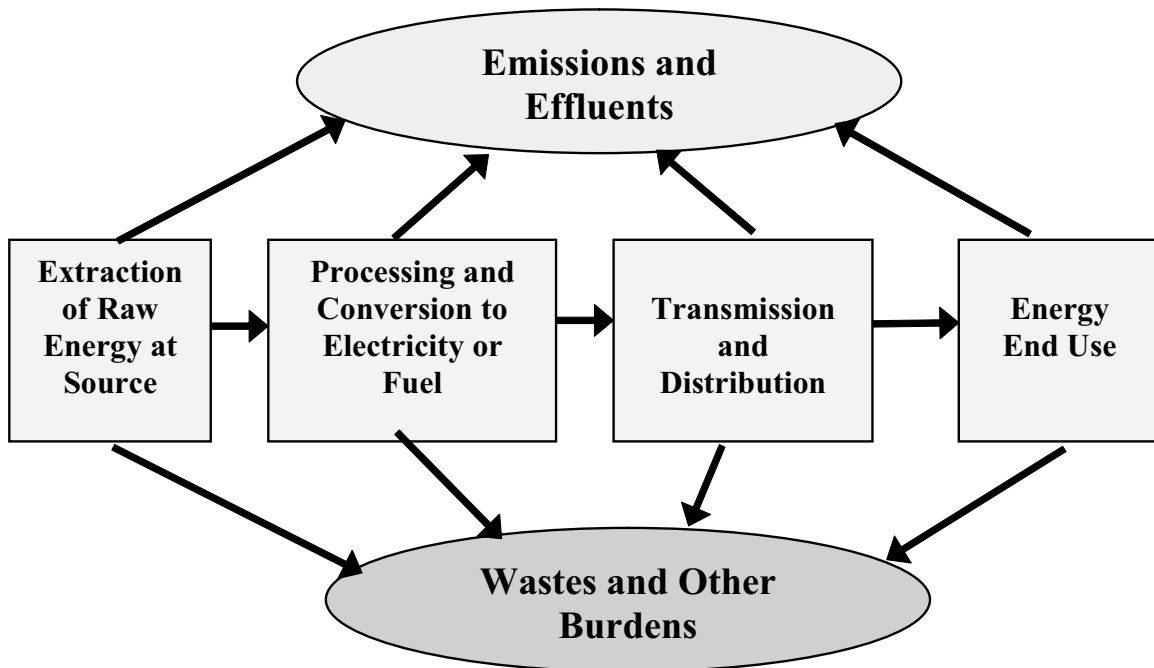 Emissions and
Effluents
Extraction
of Raw
Energy at
Source
Processing and
Conversion to
Electricity or
Fuel
Transmission
and
Distribution
Energy
End Use
Wastes and Other
Burdens